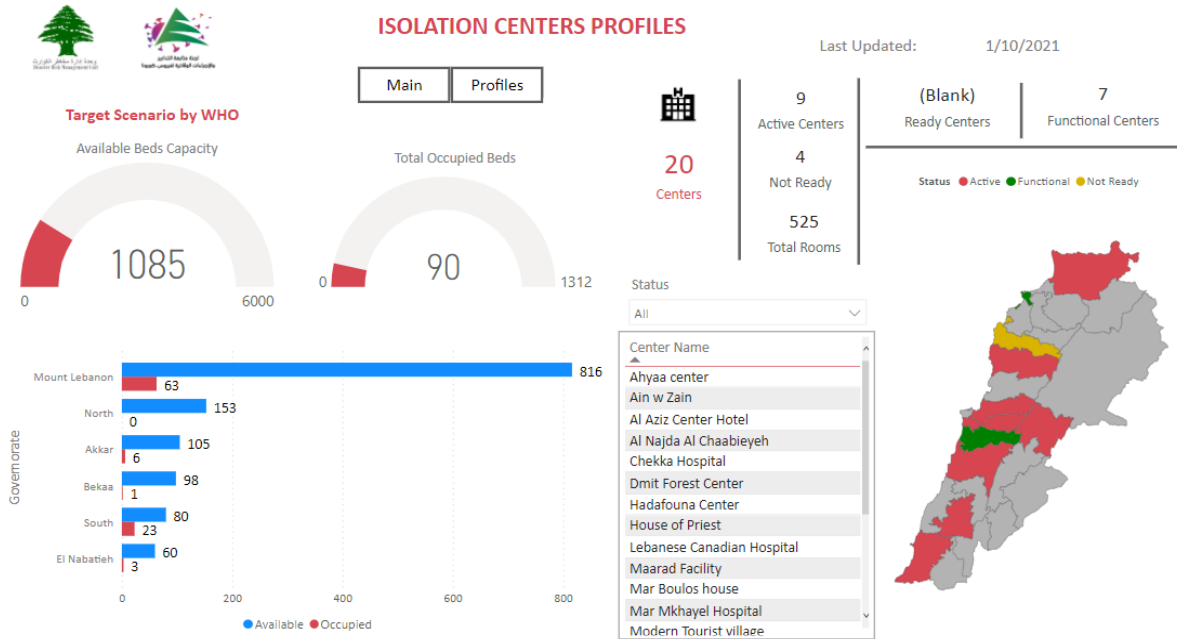 ISOLATION CENTERS PROFILES
Last Updated: 1/10/2021
Main
Profiles
Target Scenario by WHO
Available Beds Capacity
1085
0
6000
Total Occupied Beds
90
0
1312
20
Centers
9
Active Centers
4
Not Ready
525
Total Rooms
(Blank)
Ready Centers
7
Functional Centers
Status Active Functional Not Ready
Status
All
Center Name
Ahyaa center
Ain w Zain
Al Aziz Center Hotel
Al Najda Al Chaabieyeh
Chekka Hospital
Dmit Forest Center
Hadafouna Center
House of Priest
Lebanese Canadian Hospital
Maarad Facility
Mar Boulos house
Mar Mkhayel Hospital
Modern Tourist village
Governorate
Mount Lebanon 816
63
North 153
0
Akkar 105
6
Bekaa 98
1
South 80
23
El Nabatieh 60
3
0 200 400 600 800
Available Occupied